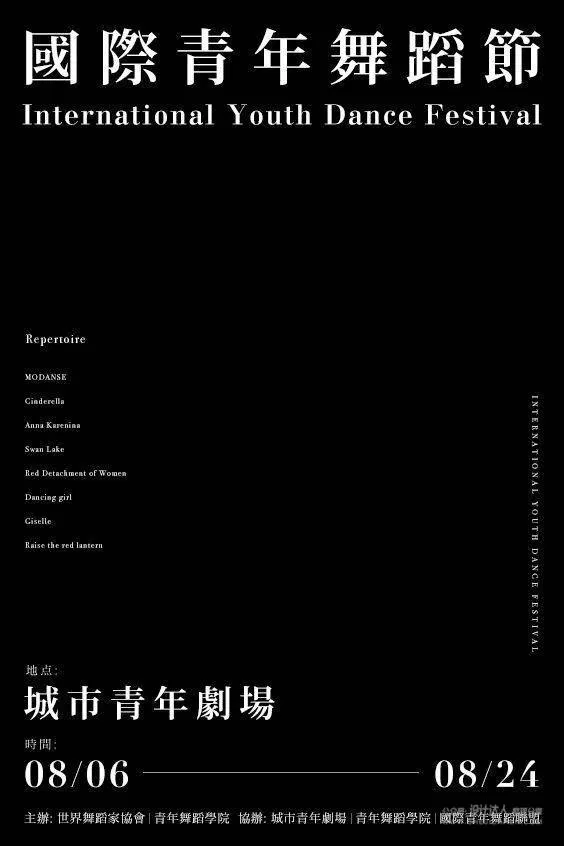 國際青年舞蹈節
International Youth Dance Festival
Repertoire
MODANSE
Cinderella
Anna Karenina
Swan Lake
Red Detachment of Women
Dancing girl
Giselle
Raise the red lantern
INTERNATIONAL YOUTH DANCE FESTIVAL
地点:
城市青年劇場
時間:
08/06
08/24
主辦: 世界舞蹈家協會 | 青年舞蹈學院 協辦: 城市青年劇場 | 青年舞蹈學院 | 國際青年舞蹈聯盟